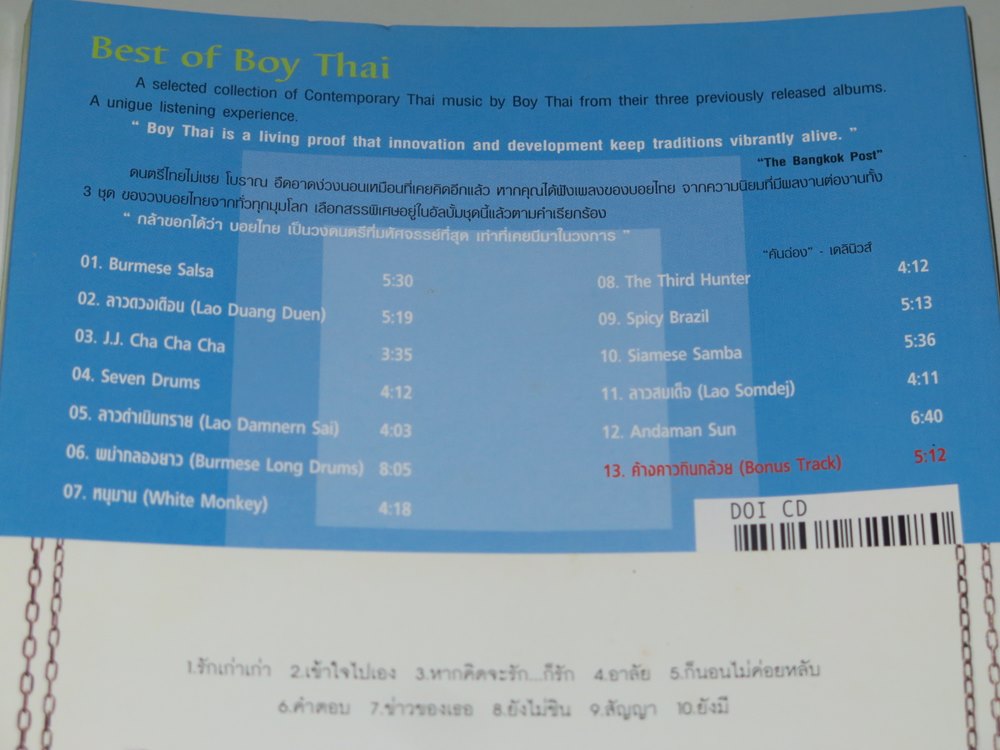 Best of Boy Thai
A selected collection of Contemporary Thai music by Boy Thai from their three previously released albums.
A unigue listening experience.
“ Boy Thai is a living proof that innovation and development keep traditions vibrantly alive. ”
“The Bangkok Post”
ดนตรีไทยไม่เชย โบราณ อืดอาดง่วงนอนเหมือนที่เคยคิดอีกแล้ว หากคุณได้ฟังเพลงของบอยไทย จากความนิยมที่มีผลงานต่องานทั้ง
3 ชุด ของวงบอยไทยจากทั่วทุกมุมโลก เลือกสรรพิเศษอยู่ในอัลบั้มชุดนี้แล้วตามคำเรียกร้อง
“ กล้าบอกได้ว่า บอยไทย เป็นวงดนตรีที่มหัศจรรย์ที่สุด เท่าที่เคยมีมาในวงการ ”
“คันฉ่อง” - เดลินิวส์
01. Burmese Salsa 5:30
02. ลาวดวงเดือน (Lao Duang Duen) 5:19
03. J.J. Cha Cha Cha 3:35
04. Seven Drums 4:12
05. ลาวดำเนินทราย (Lao Damnern Sai) 4:03
06. พม่ากลองยาว (Burmese Long Drums) 8:05
07. หนุมาน (White Monkey) 4:18
08. The Third Hunter 4:12
09. Spicy Brazil 5:13
10. Siamese Samba 5:36
11. ลาวสมเด็จ (Lao Somdej) 4:11
12. Andaman Sun 6:40
13. ค้างคาวกินกล้วย (Bonus Track) 5:12
DOI CD
1.รักเก่าเก่า 2.เข้าใจไปเอง 3.หากคิดจะรัก...ก็รัก 4.อาลัย 5.ก็นอนไม่ค่อยหลับ
6.คำตอบ 7.ข่าวของเธอ 8.ยังไม่ชิน 9.สัญญา 10.ยังมี